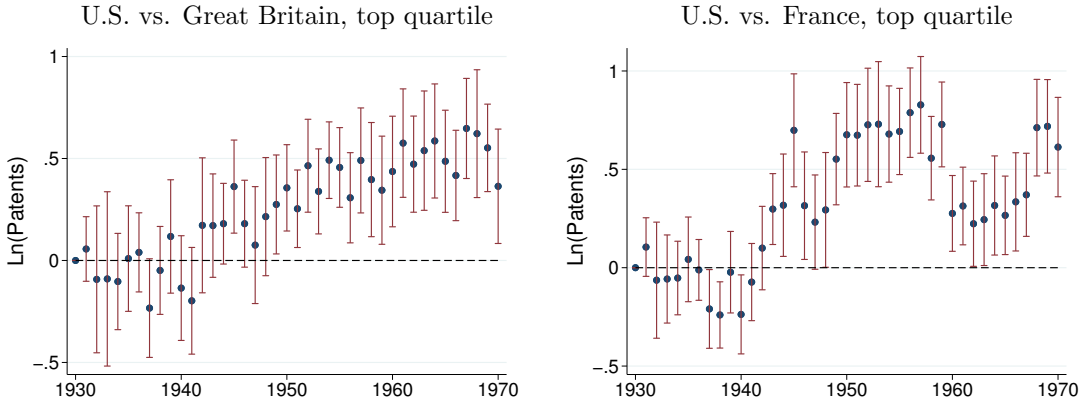 U.S. vs. Great Britain, top quartile
Ln(Patents)
1
.5
0
-.5
1930 1940 1950 1960 1970
U.S. vs. France, top quartile
Ln(Patents)
1
.5
0
-.5
1930 1940 1950 1960 1970